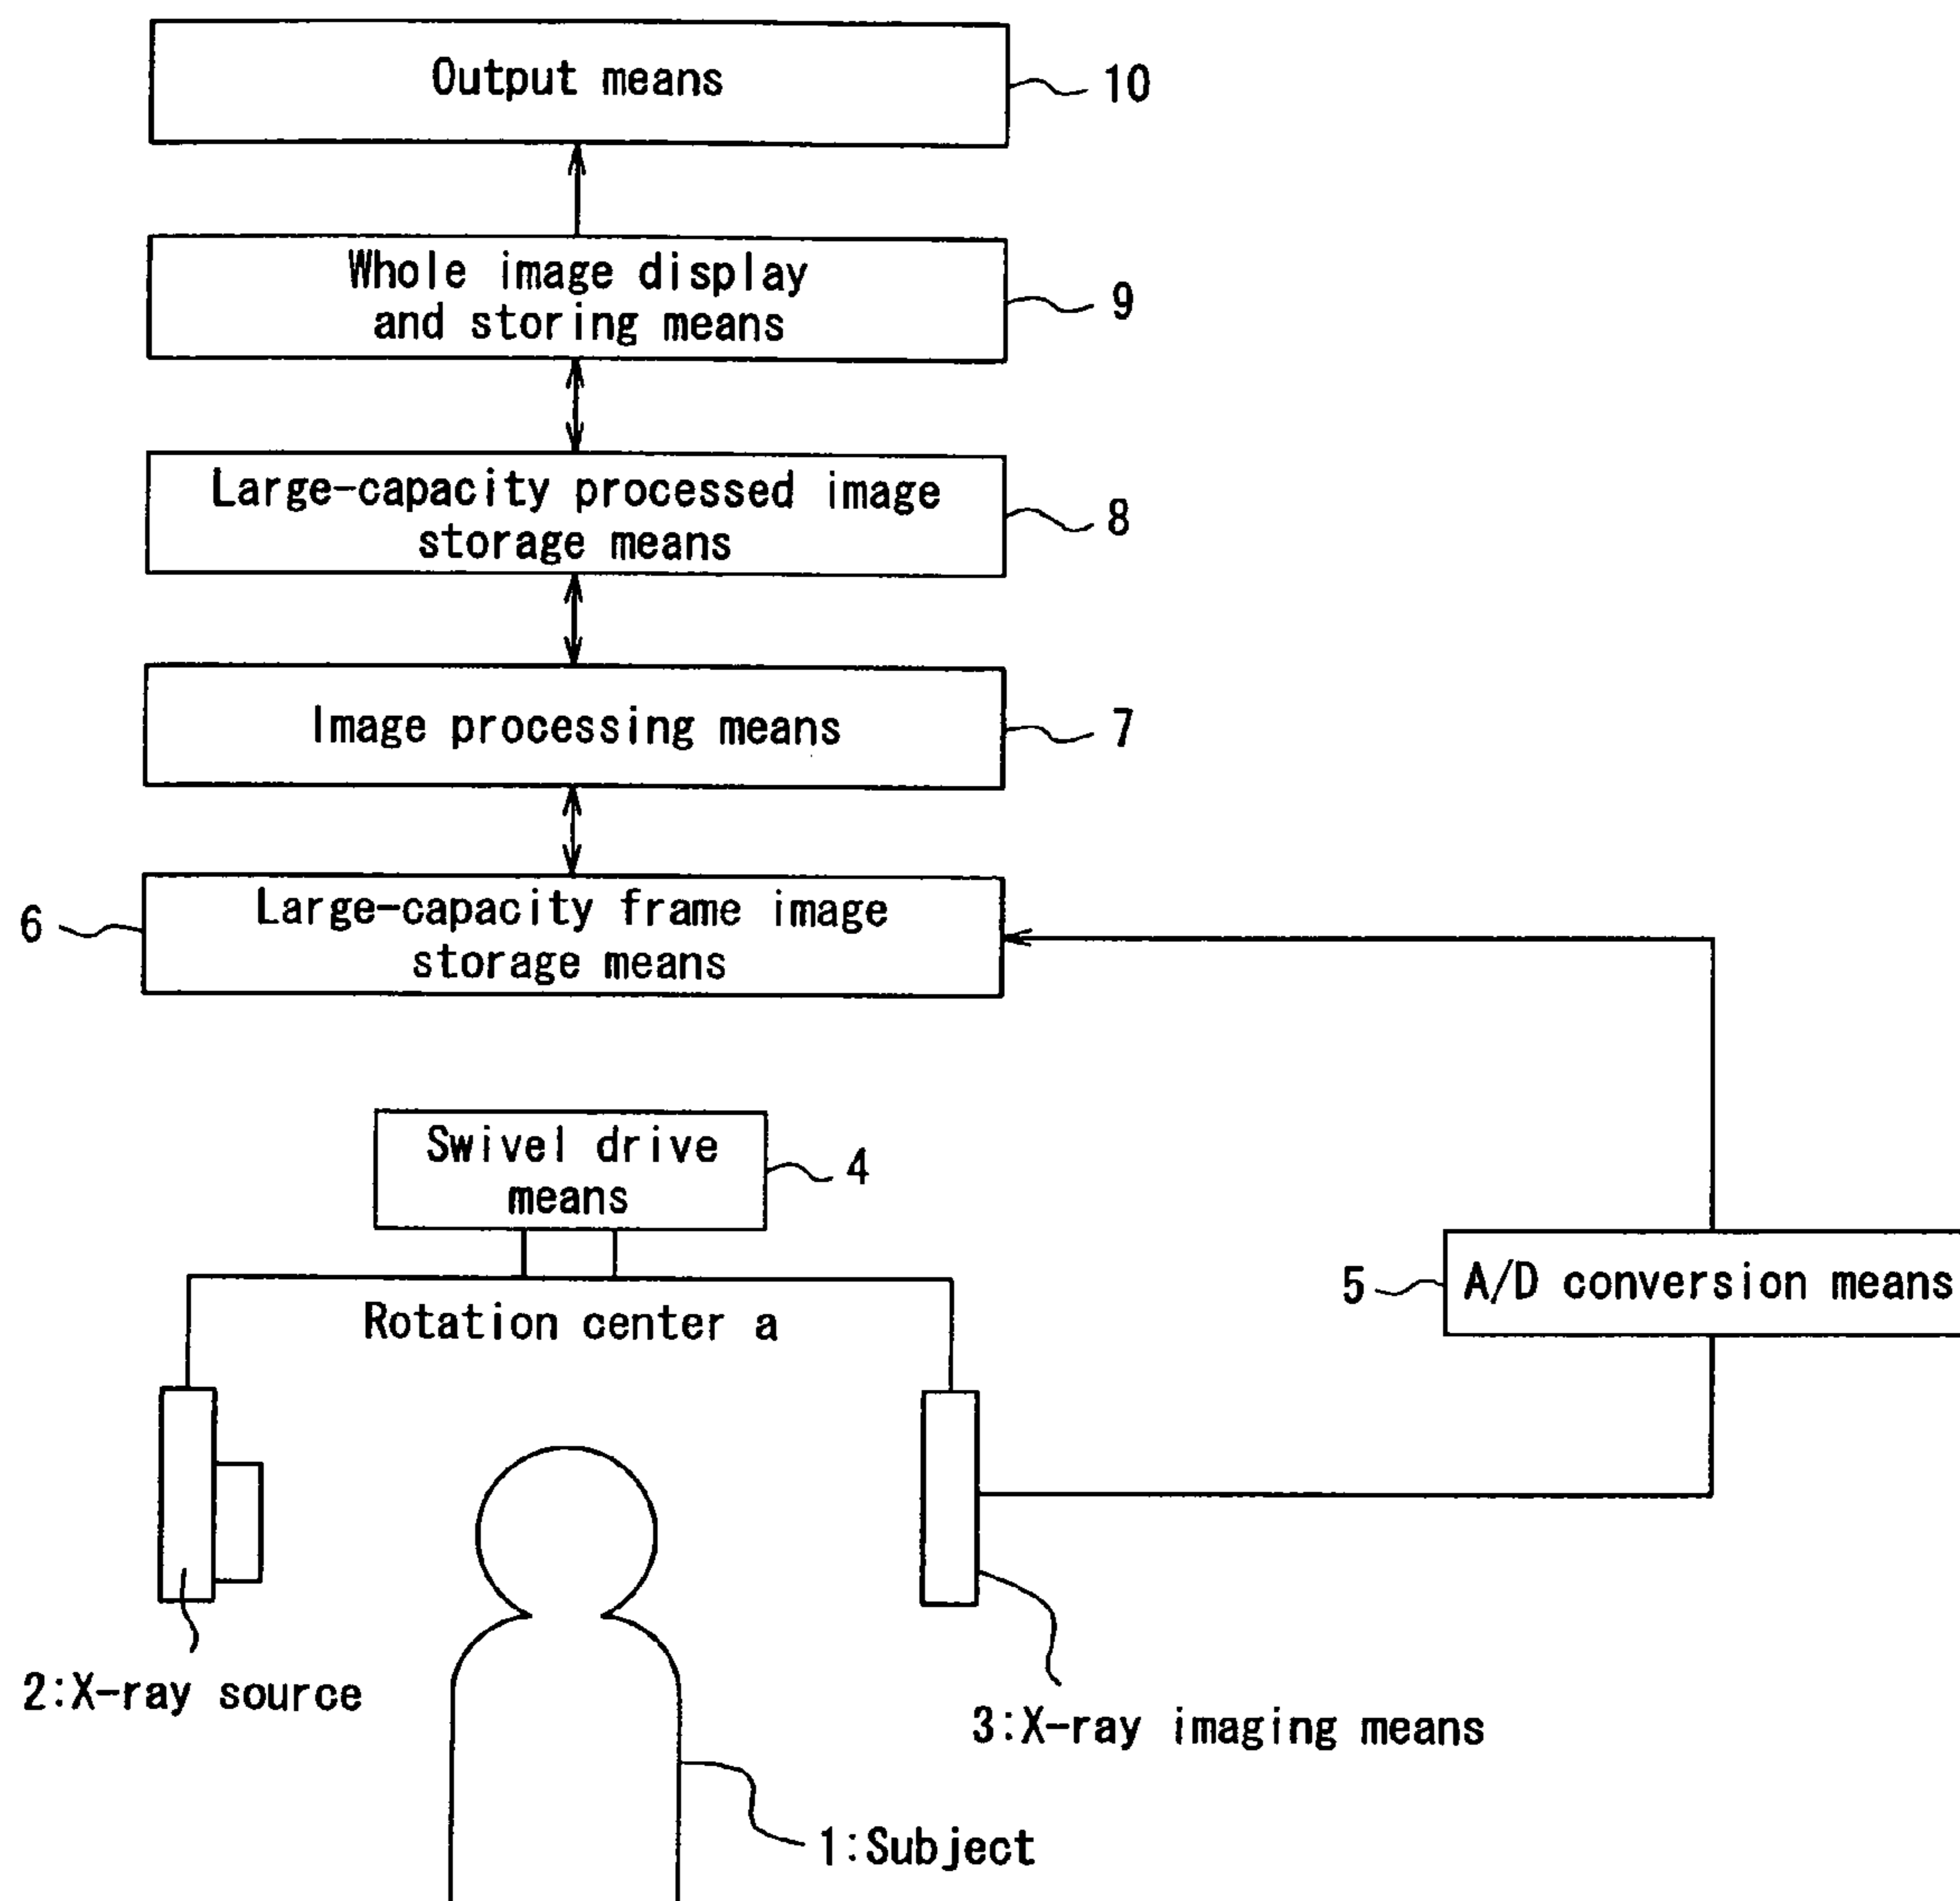 Output means
10
Whole image display
and storing means
9
Large-capacity processed image
storage means
8
Image processing means
7
Large-capacity frame image
storage means
6
Swivel drive
means
4
Rotation center a
5
A/D conversion means
2:X-ray source
3:X-ray imaging means
1:Subject